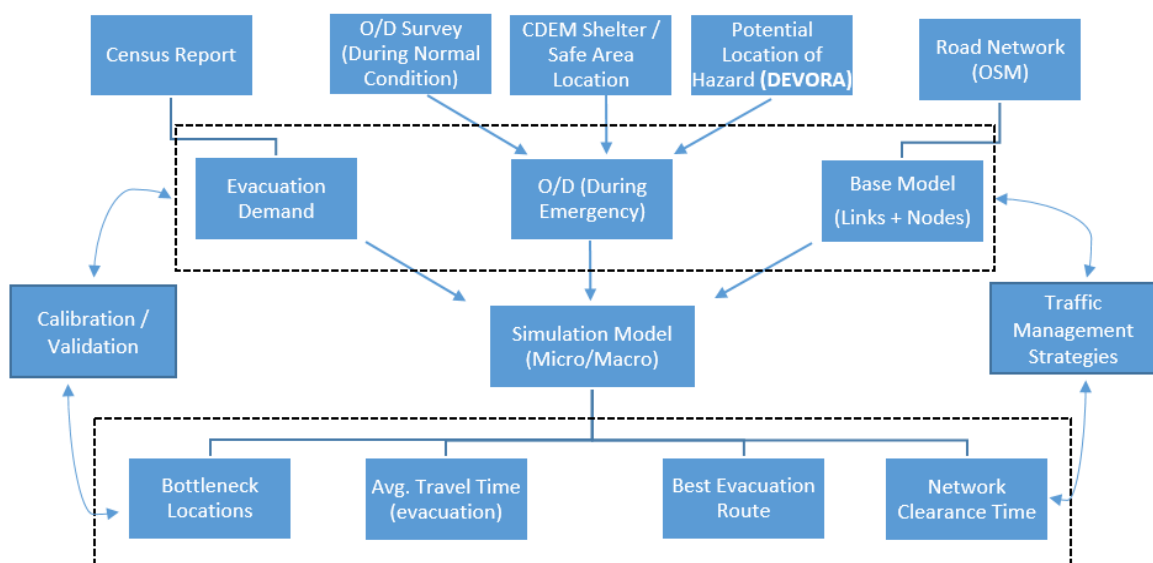 Census Report
O/D Survey
(During Normal
Condition)
CDEM Shelter /
Safe Area
Location
Potential
Location of
Hazard (DEVORA)
Road Network
(OSM)
Evacuation
Demand
O/D (During
Emergency)
Base Model
(Links + Nodes)
Calibration /
Validation
Simulation Model
(Micro/Macro)
Traffic
Management
Strategies
Bottleneck
Locations
Avg. Travel Time
(evacuation)
Best Evacuation
Route
Network
Clearance Time